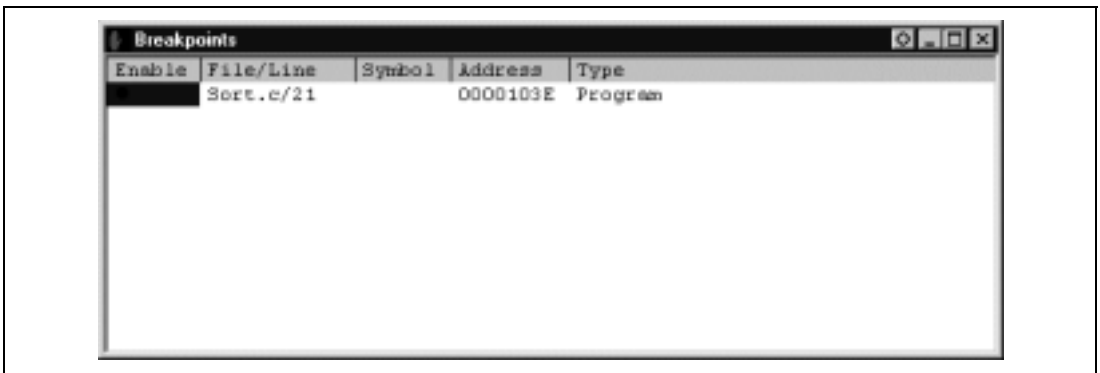 Breakpoints
Enable File/Line Symbol Address Type
Sort.c/21 0000103E Program